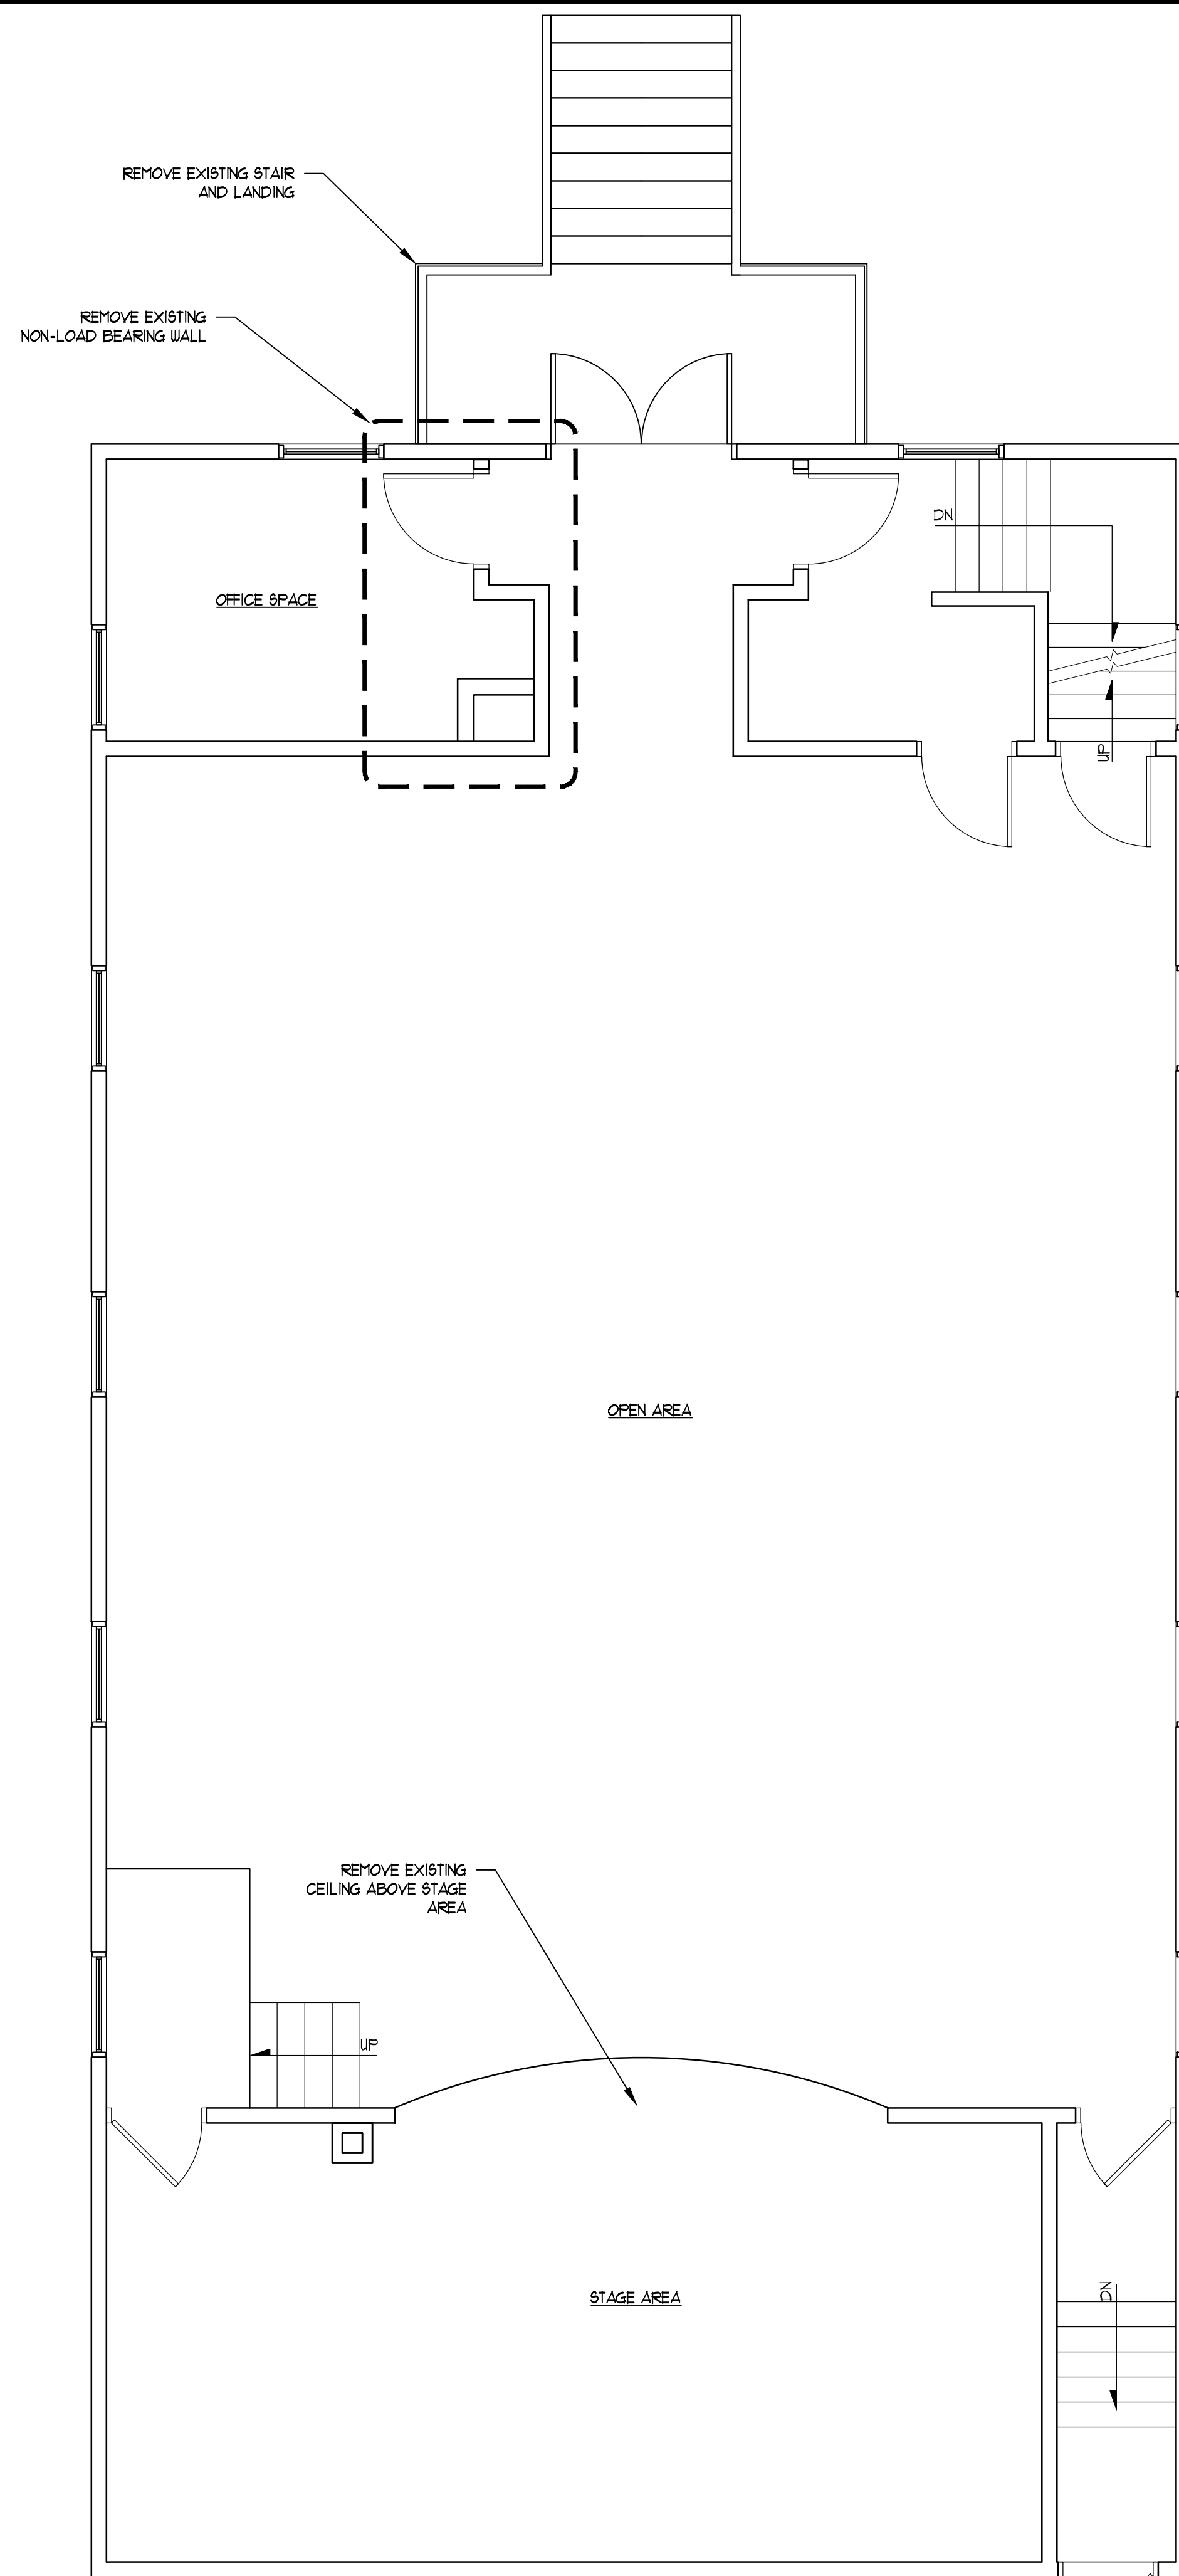 REMOVE EXISTING STAIR
AND LANDING
REMOVE EXISTING
NON-LOAD BEARING WALL
DN
OFFICE SPACE
UP
OPEN AREA
REMOVE EXISTING
CEILING ABOVE STAGE
AREA
UP
STAGE AREA
DN